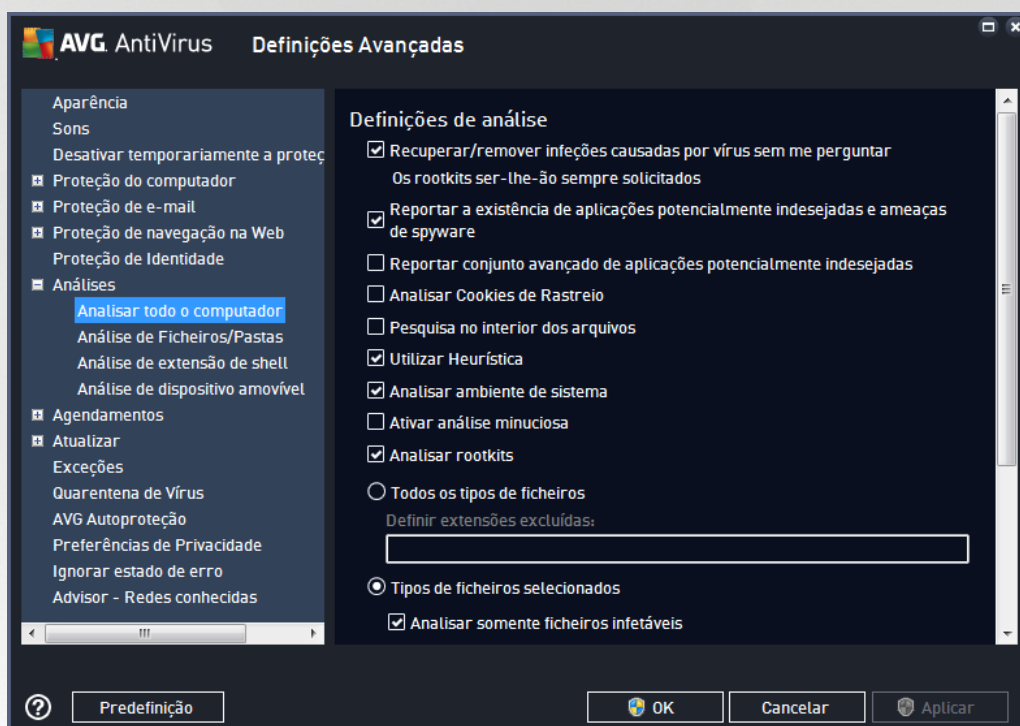 AVG. AntiVirus Definições Avançadas
Aparência
Sons
Desativar temporariamente a proteç
Proteção do computador
Proteção de e-mail
Proteção de navegação na Web
Proteção de Identidade
Análises
Analisar todo o computador
Análise de Ficheiros/Pastas
Análise de extensão de shell
Análise de dispositivo amovível
Agendamentos
Atualizar
Exceções
Quarentena de Vírus
AVG Autoproteção
Preferências de Privacidade
Ignorar estado de erro
Advisor - Redes conhecidas
Definições de análise
Recuperar/remover infeções causadas por vírus sem me perguntar
Os rootkits ser-lhe-ão sempre solicitados
Reportar a existência de aplicações potencialmente indesejadas e ameaças
de spyware
Reportar conjunto avançado de aplicações potencialmente indesejadas
Analisar Cookies de Rastreio
Pesquisa no interior dos arquivos
Utilizar Heurística
Analisar ambiente de sistema
Ativar análise minuciosa
Analisar rootkits
Todos os tipos de ficheiros
Definir extensões excluídas:
Tipos de ficheiros selecionados
Analisar somente ficheiros infetáveis
Predefinição
OK
Cancelar
Aplicar